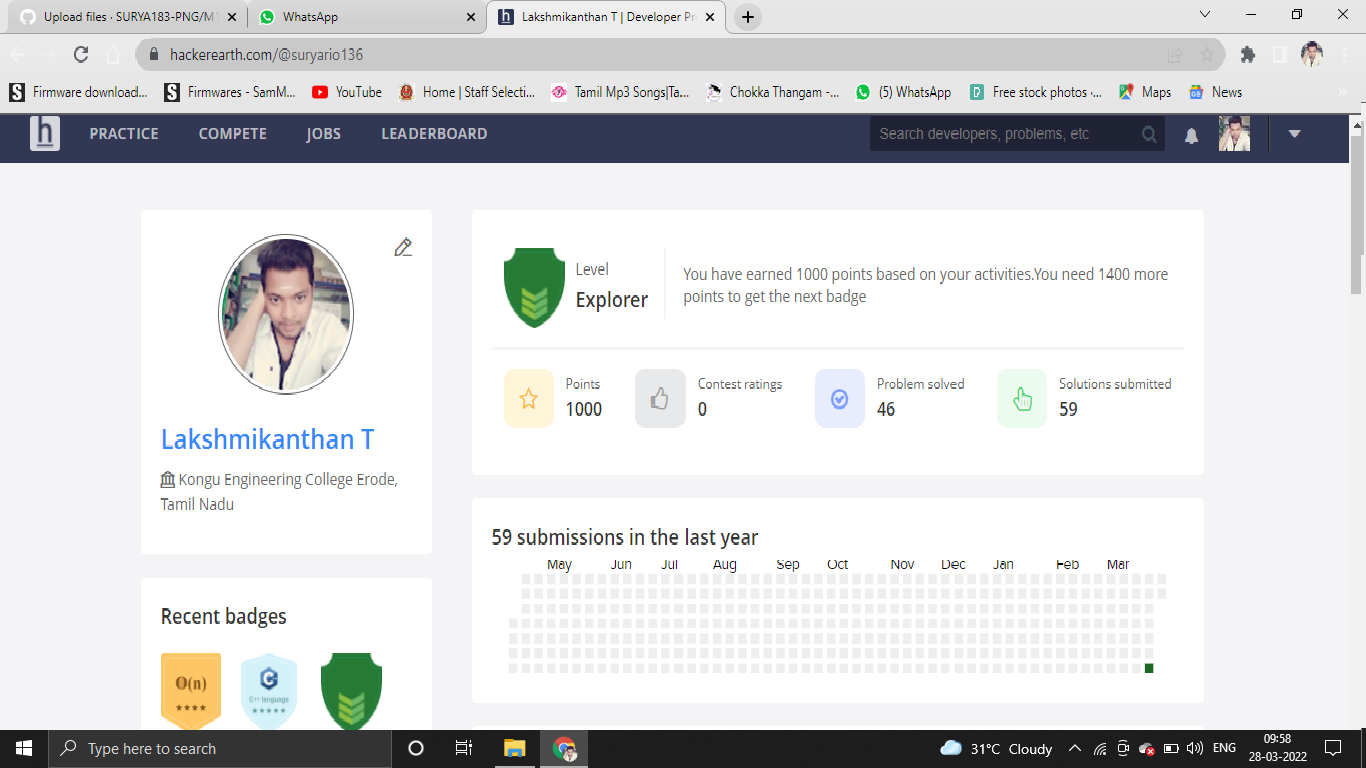 Upload files · SURYA183-PNG/M1
WhatsApp
Lakshmikanthan T | Developer Pr
hackerearth.com/@suryario136
Firmware download...
Firmwares - SamM...
YouTube
Home | Staff Selecti...
Tamil Mp3 Songs|Ta...
Chokka Thangam -...
(5) WhatsApp
Free stock photos ·...
Maps
News
h
PRACTICE
COMPETE
JOBS
LEADERBOARD
Search developers, problems, etc
Lakshmikanthan T
Kongu Engineering College Erode,
Tamil Nadu
Recent badges
O(n)
C++ language
Level
Explorer
You have earned 1000 points based on your activities.You need 1400 more
points to get the next badge
Points
1000
Contest ratings
0
Problem solved
46
Solutions submitted
59
59 submissions in the last year
May Jun Jul Aug Sep Oct Nov Dec Jan Feb Mar
Type here to search
31°C Cloudy
ENG
09:58
28-03-2022